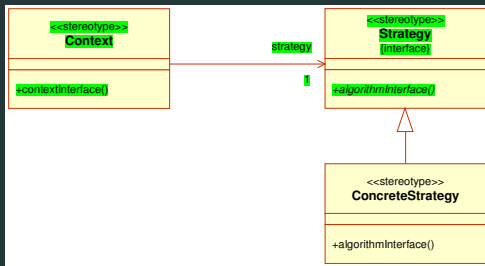 <<stereotype>>
Context
+contextInterface()
strategy
1
<<stereotype>>
Strategy
{interface}
+algorithmInterface()
<<stereotype>>
ConcreteStrategy
+algorithmInterface()